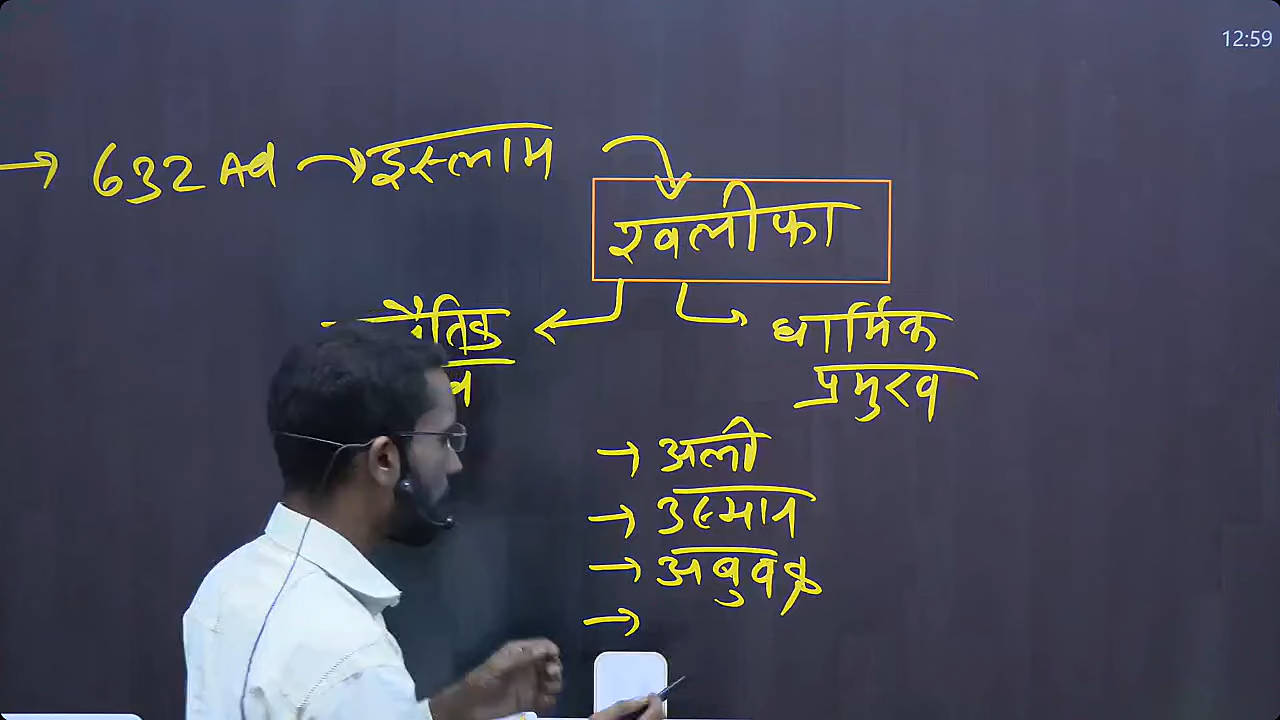 12:59
→ 632 AD → इस्लाम
खलीफा
धार्मिक
प्रमुख
→ अली
→ उस्मान
→ अबुबक्र
→